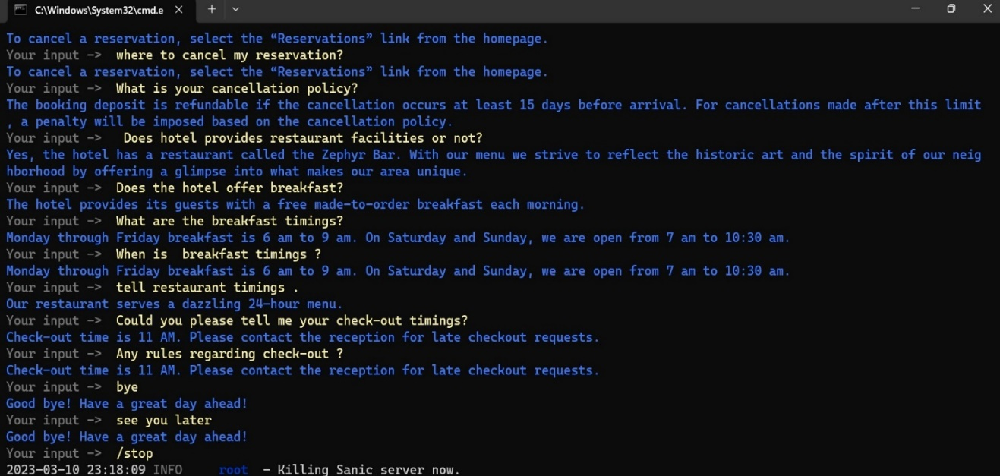 C:\Windows\System32\cmd.e
To cancel a reservation, select the “Reservations” link from the homepage.
Your input -> where to cancel my reservation?
To cancel a reservation, select the “Reservations” link from the homepage.
Your input -> What is your cancellation policy?
The booking deposit is refundable if the cancellation occurs at least 15 days before arrival. For cancellations made after this limit
, a penalty will be imposed based on the cancellation policy.
Your input -> Does hotel provides restaurant facilities or not?
Yes, the hotel has a restaurant called the Zephyr Bar. With our menu we strive to reflect the historic art and the spirit of our neig
hborhood by offering a glimpse into what makes our area unique.
Your input -> Does the hotel offer breakfast?
The hotel provides its guests with a free made-to-order breakfast each morning.
Your input -> What are the breakfast timings?
Monday through Friday breakfast is 6 am to 9 am. On Saturday and Sunday, we are open from 7 am to 10:30 am.
Your input -> When is breakfast timings ?
Monday through Friday breakfast is 6 am to 9 am. On Saturday and Sunday, we are open from 7 am to 10:30 am.
Your input -> tell restaurant timings .
Our restaurant serves a dazzling 24-hour menu.
Your input -> Could you please tell me your check-out timings?
Check-out time is 11 AM. Please contact the reception for late checkout requests.
Your input -> Any rules regarding check-out ?
Check-out time is 11 AM. Please contact the reception for late checkout requests.
Your input -> bye
Good bye! Have a great day ahead!
Your input -> see you later
Good bye! Have a great day ahead!
Your input -> /stop
2023-03-10 23:18:09 INFO root - Killing Sanic server now.